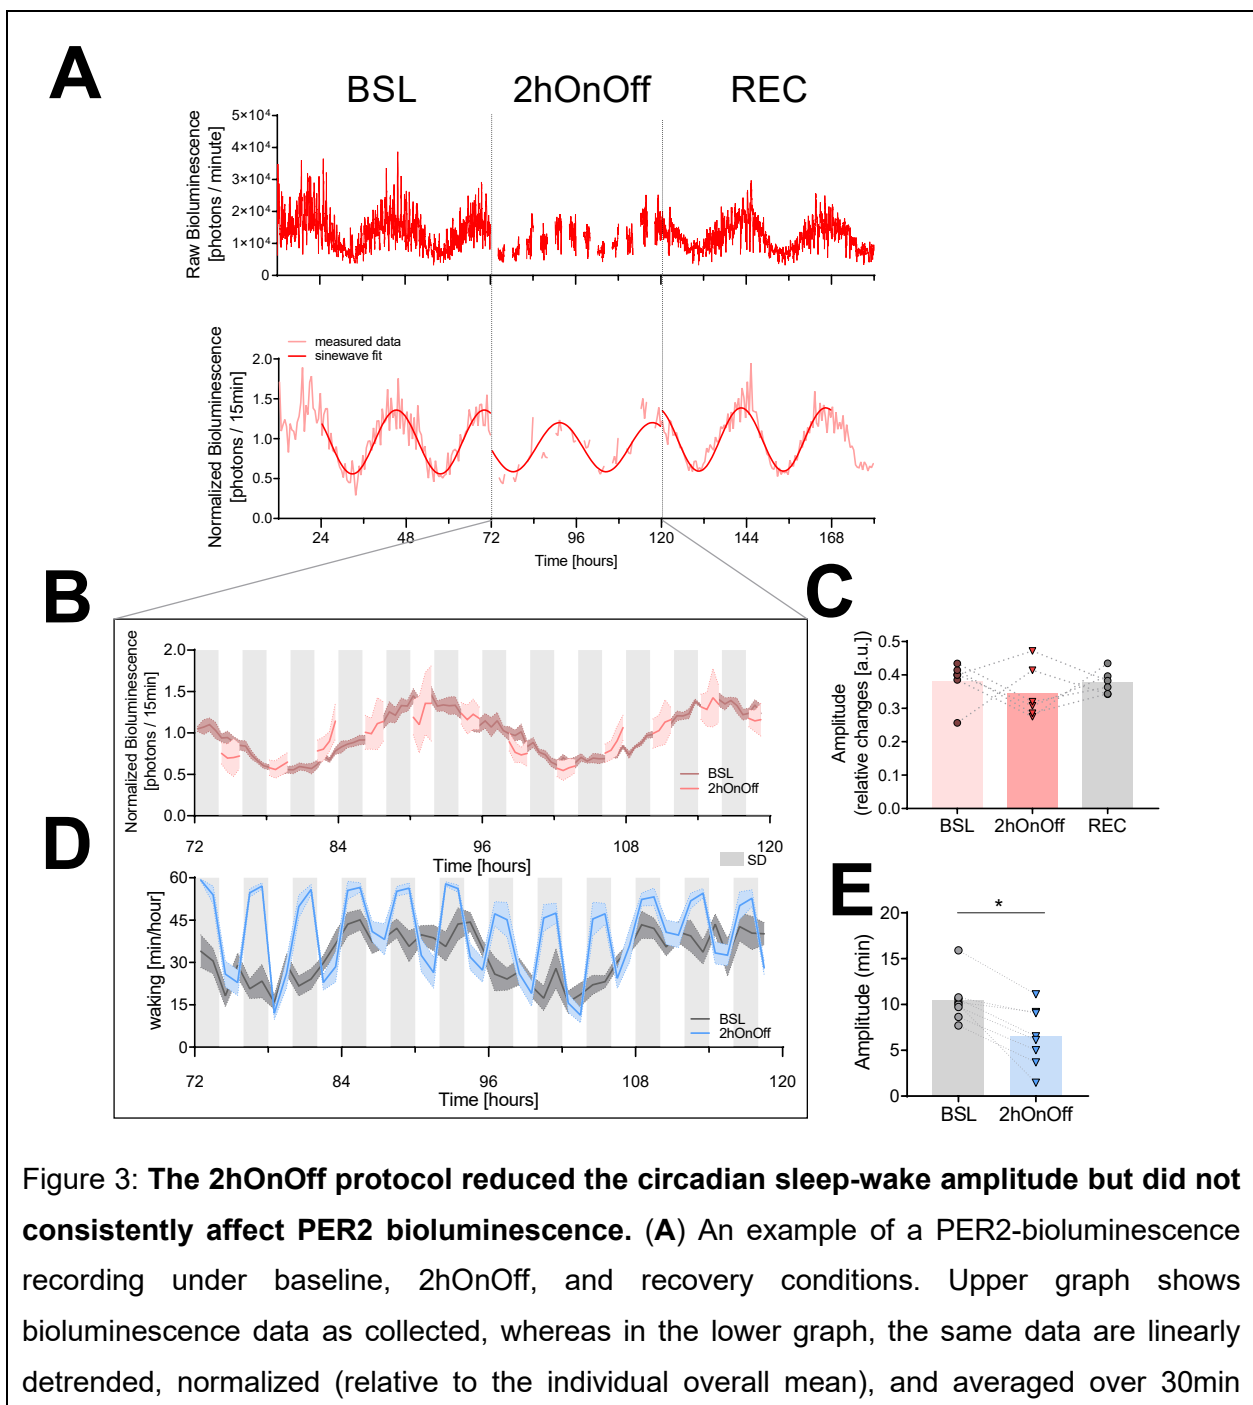 A
BSL 2hOnOff REC
Raw Bioluminescence
[photons / minute]
5×10⁴
4×10⁴
3×10⁴
2×10⁴
1×10⁴
0
measured data
sinewave fit
Normalized Bioluminescence
[photons / 15min]
2.0
1.5
1.0
0.5
0.0
24 48 72 96 120 144 168
Time [hours]
B
Normalized Bioluminescence
[photons / 15min]
2.0
1.5
1.0
0.5
0.0
BSL
2hOnOff
72 84 96 108 120
Time [hours]
SD
C
Amplitude
(relative changes [a.u.])
0.5
0.4
0.3
0.2
0.1
0.0
BSL 2hOnOff REC
D
waking [min/hour]
60
45
30
15
0
BSL
2hOnOff
72 84 96 108 120
Time [hours]
E
Amplitude (min)
20
15
10
5
0
*
BSL 2hOnOff
Figure 3: The 2hOnOff protocol reduced the circadian sleep-wake amplitude but did not
consistently affect PER2 bioluminescence. (A) An example of a PER2-bioluminescence
recording under baseline, 2hOnOff, and recovery conditions. Upper graph shows
bioluminescence data as collected, whereas in the lower graph, the same data are linearly
detrended, normalized (relative to the individual overall mean), and averaged over 30min